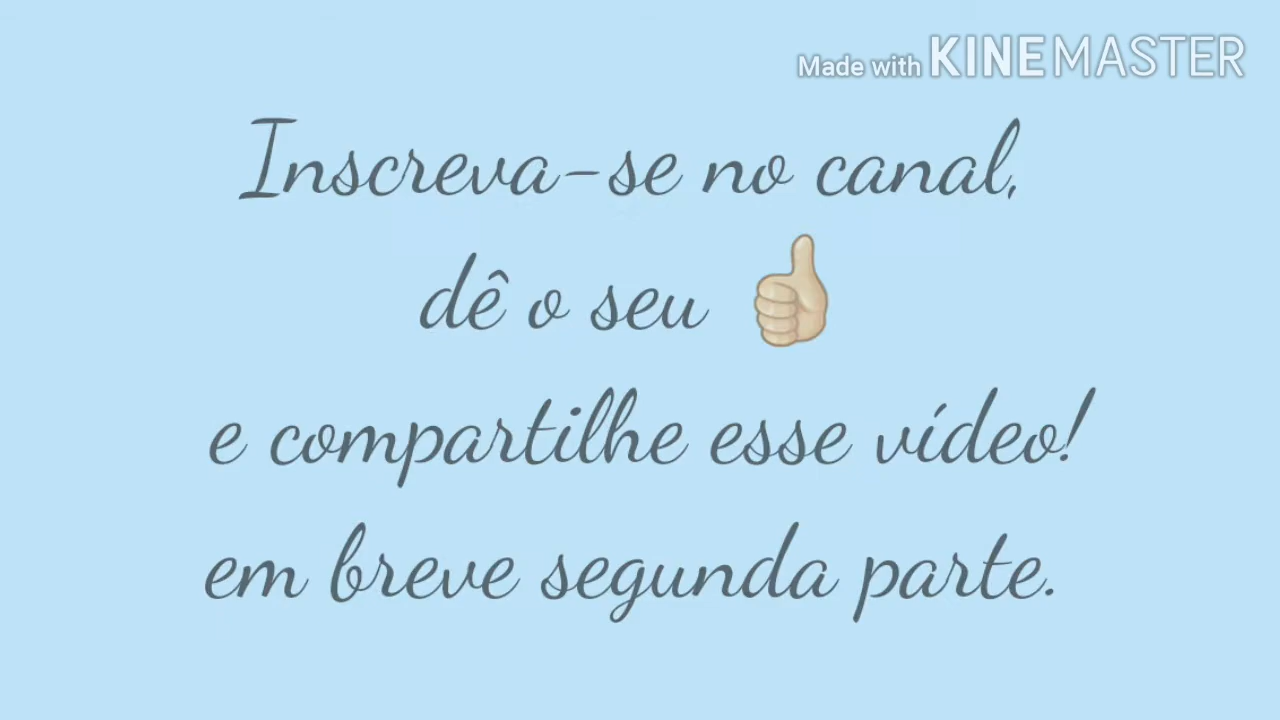 Made with KINEMASTER
Inscreva-se no canal,
dê o seu 👍🏼
e compartilhe esse vídeo!
em breve segunda parte.